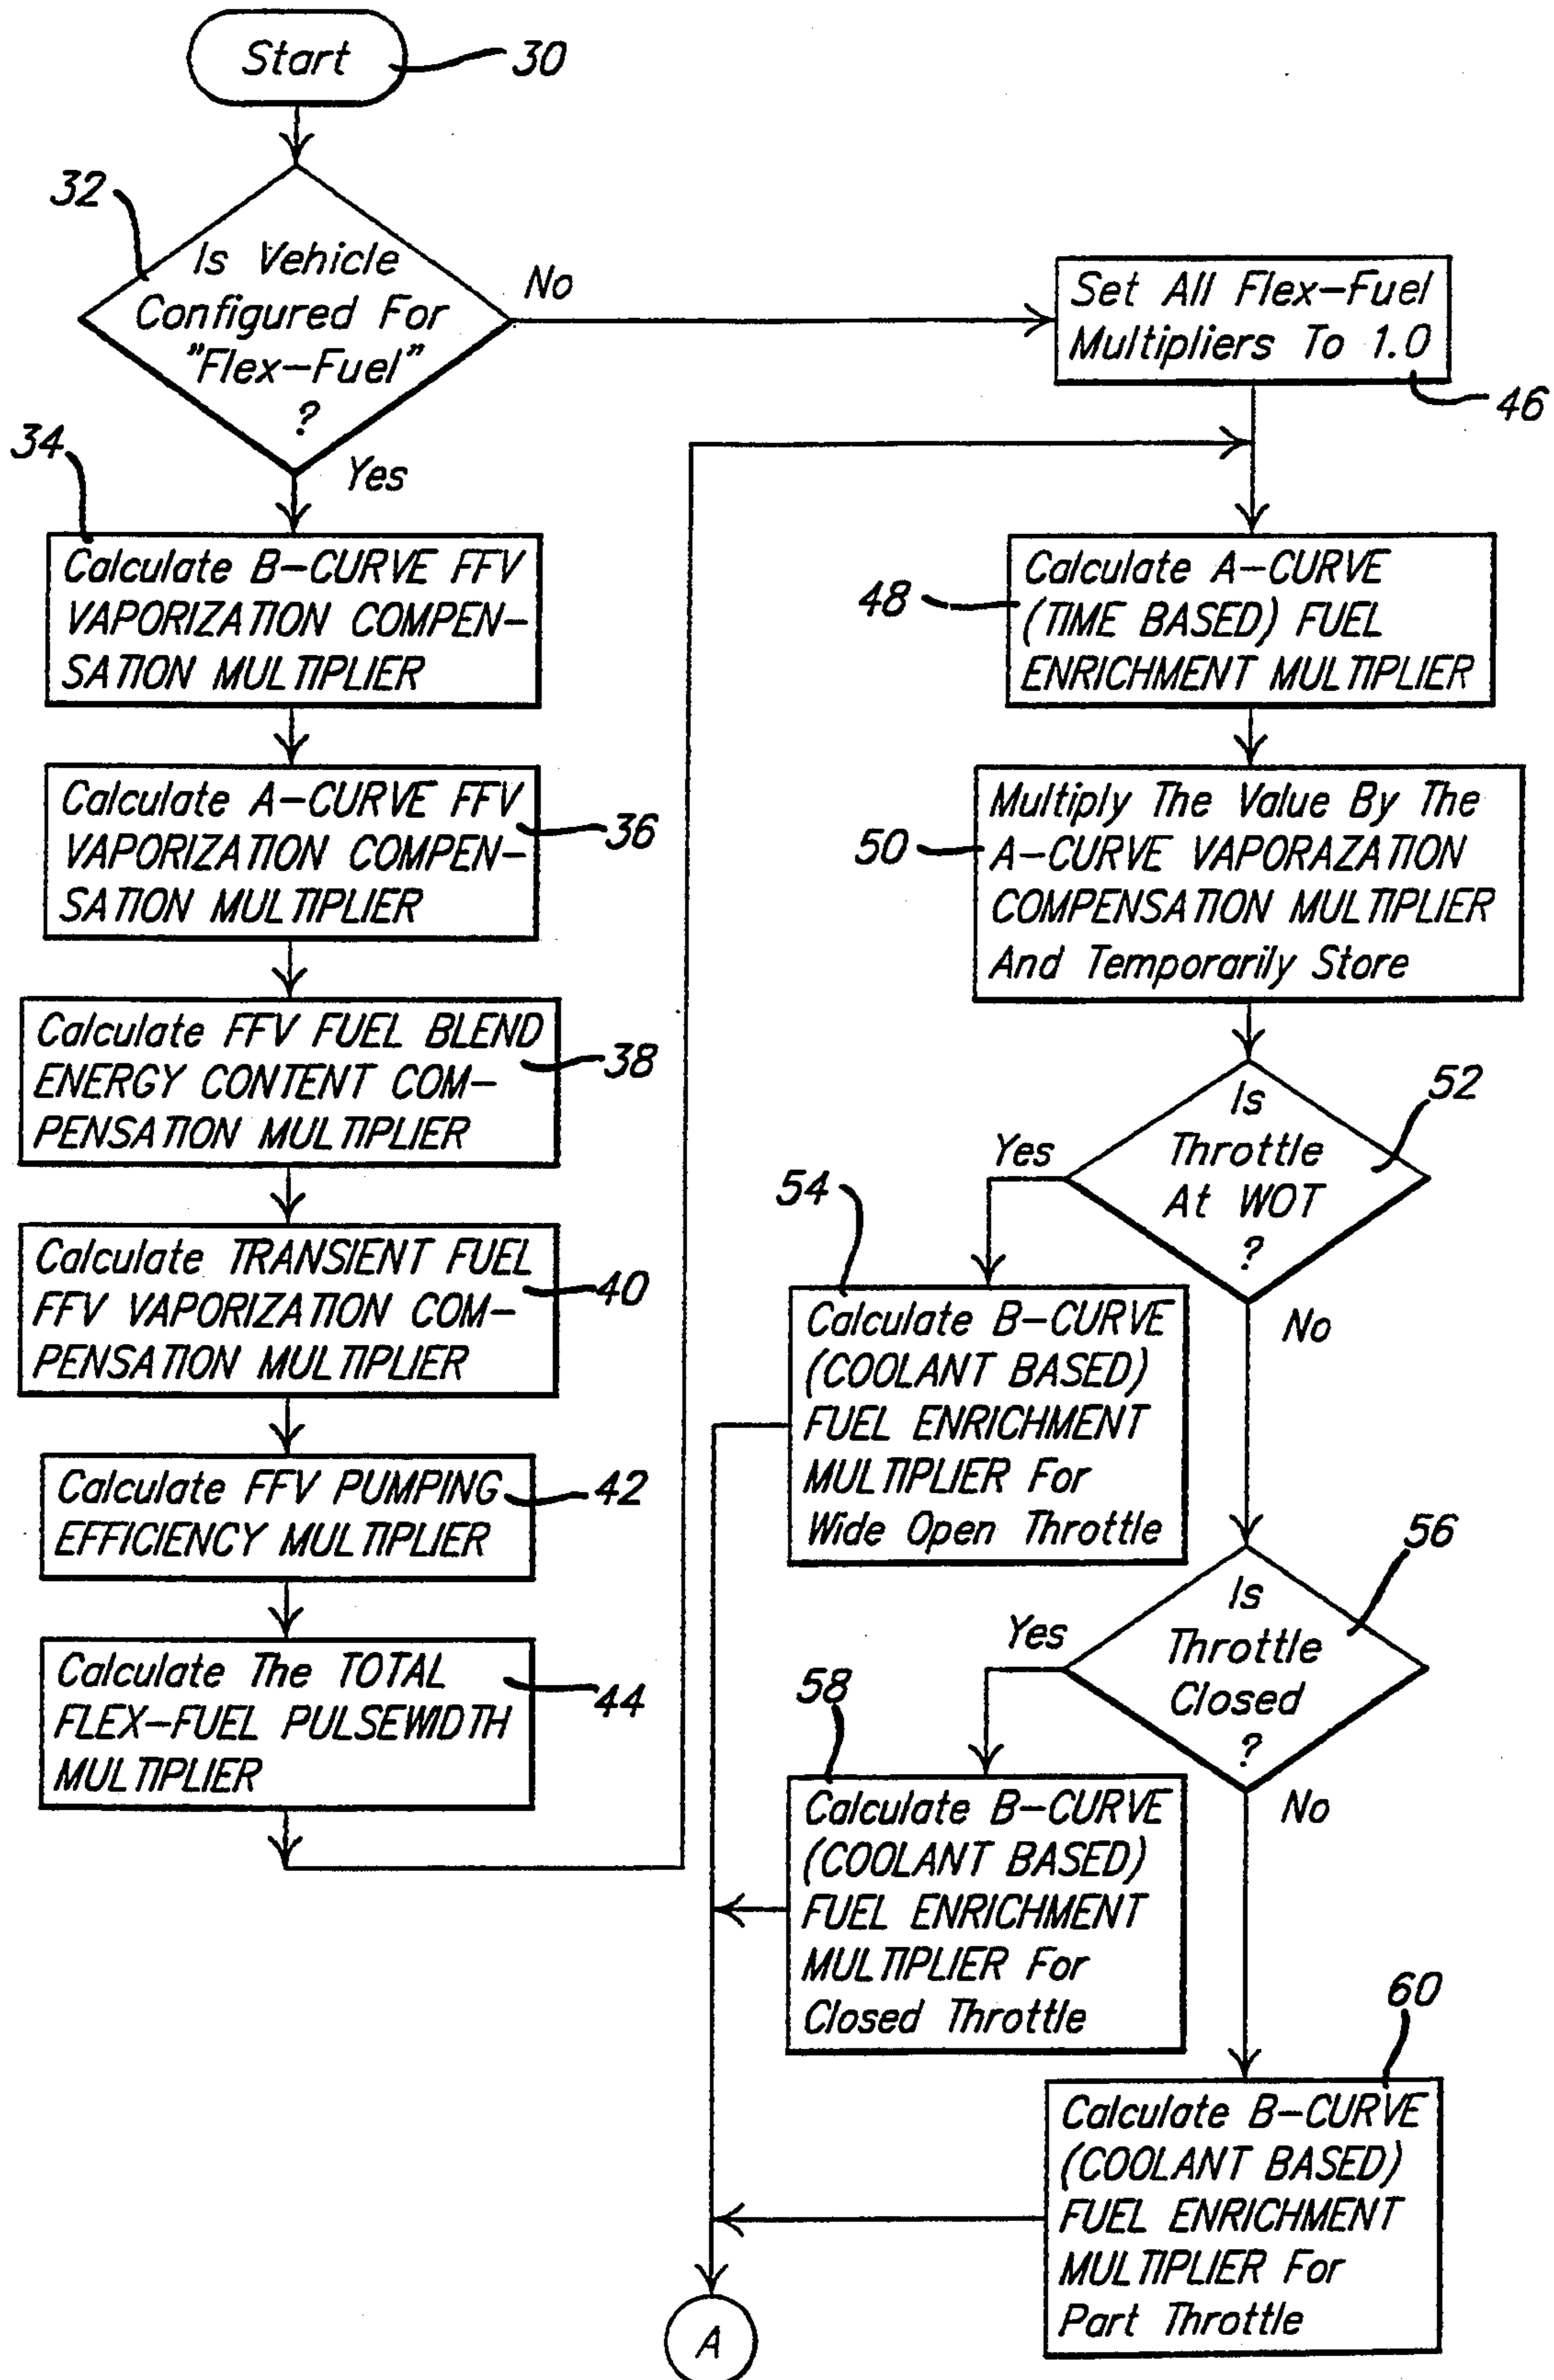 Start
30
32
Is Vehicle
Configured For
"Flex-Fuel"
?
No
Yes
34
Calculate B-CURVE FFV
VAPORIZATION COMPEN-
SATION MULTIPLIER
Calculate A-CURVE FFV
VAPORIZATION COMPEN-
SATION MULTIPLIER
36
Calculate FFV FUEL BLEND
ENERGY CONTENT COM-
PENSATION MULTIPLIER
38
Calculate TRANSIENT FUEL
FFV VAPORIZATION COM-
PENSATION MULTIPLIER
40
Calculate FFV PUMPING
EFFICIENCY MULTIPLIER
42
Calculate The TOTAL
FLEX-FUEL PULSEWIDTH
MULTIPLIER
44
Set All Flex-Fuel
Multipliers To 1.0
46
48
Calculate A-CURVE
(TIME BASED) FUEL
ENRICHMENT MULTIPLIER
50
Multiply The Value By The
A-CURVE VAPORAZATION
COMPENSATION MULTIPLIER
And Temporarily Store
52
Is
Throttle
At WOT
?
Yes
No
54
Calculate B-CURVE
(COOLANT BASED)
FUEL ENRICHMENT
MULTIPLIER For
Wide Open Throttle
56
Is
Throttle
Closed
?
Yes
No
58
Calculate B-CURVE
(COOLANT BASED)
FUEL ENRICHMENT
MULTIPLIER For
Closed Throttle
60
Calculate B-CURVE
(COOLANT BASED)
FUEL ENRICHMENT
MULTIPLIER For
Part Throttle
A